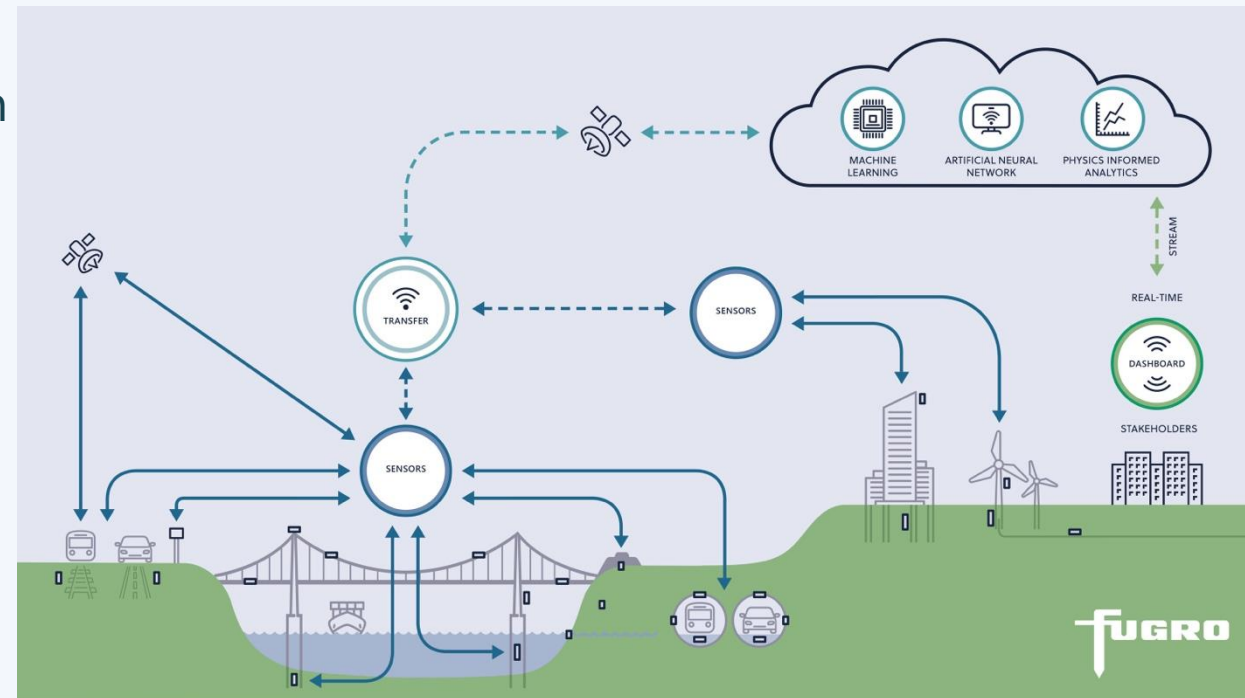 MACHINE
LEARNING
ARTIFICIAL NEURAL
NETWORK
PHYSICS INFORMED
ANALYTICS
STREAM
TRANSFER
SENSORS
REAL-TIME
DASHBOARD
STAKEHOLDERS
SENSORS
FUGRO